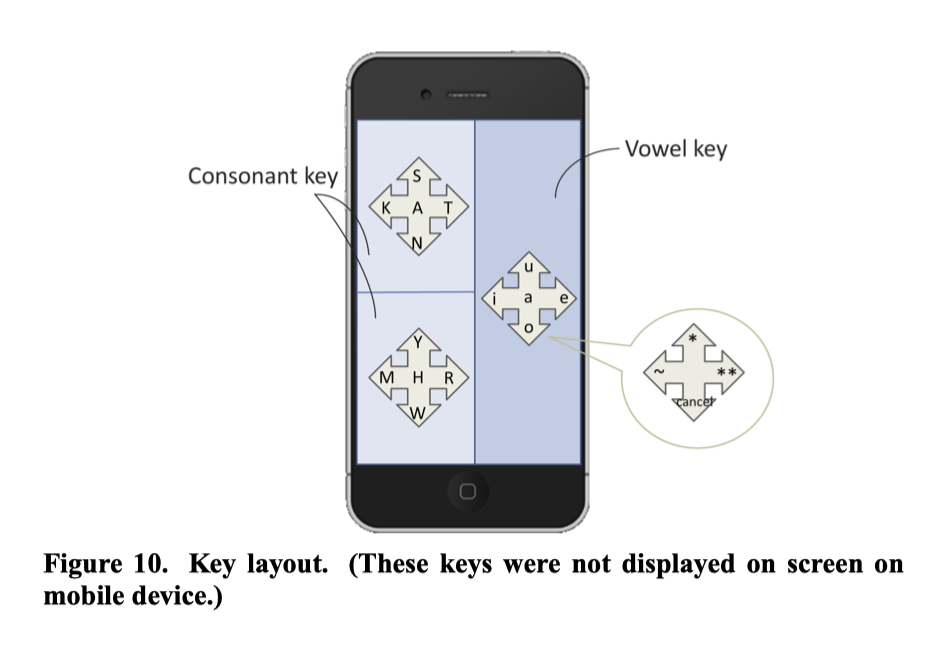 Consonant key
Vowel key
S
K A T
N
u
i a e
o
Y
M H R
W
*
~ **
cancel
Figure 10. Key layout. (These keys were not displayed on screen on
mobile device.)